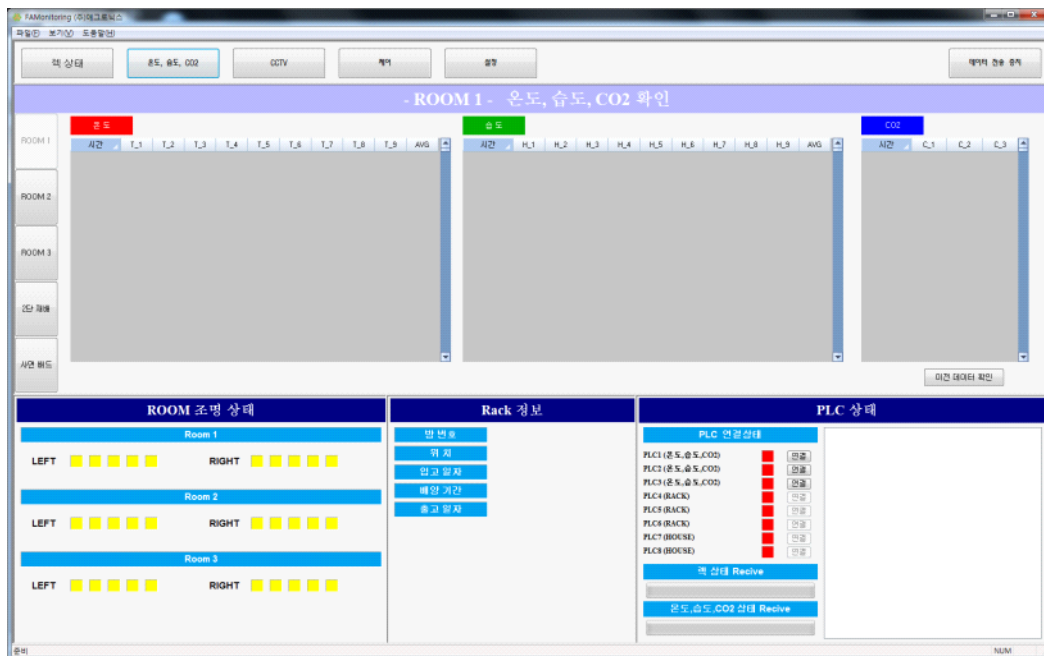 FAMonitoring (주)에그트닉스
파일(F) 보기(V) 도움말(H)
랙 상태 온도, 습도, CO2 CCTV 제어 설정 데이터 전송 중지
- ROOM 1 - 온도, 습도, CO2 확인
온 도 습 도 CO2
시간 T_1 T_2 T_3 T_4 T_5 T_6 T_7 T_8 T_9 AVG 시간 H_1 H_2 H_3 H_4 H_5 H_6 H_7 H_8 H_9 AVG 시간 C_1 C_2 C_3
ROOM 1
ROOM 2
ROOM 3
2단 재배
사면 베드
이전 데이터 확인
ROOM 조명 상태 Rack 정보 PLC 상태
Room 1
LEFT RIGHT
Room 2
LEFT RIGHT
Room 3
LEFT RIGHT
방 번호
위 치
입고 일자
배양 기간
출고 일자
PLC 연결상태
PLC1 (온도,습도,CO2) 연결
PLC2 (온도,습도,CO2) 연결
PLC3 (온도,습도,CO2) 연결
PLC4 (RACK) 연결
PLC5 (RACK) 연결
PLC6 (RACK) 연결
PLC7 (HOUSE) 연결
PLC8 (HOUSE) 연결
랙 상태 Recive
온도,습도,CO2 상태 Recive
준비 NUM